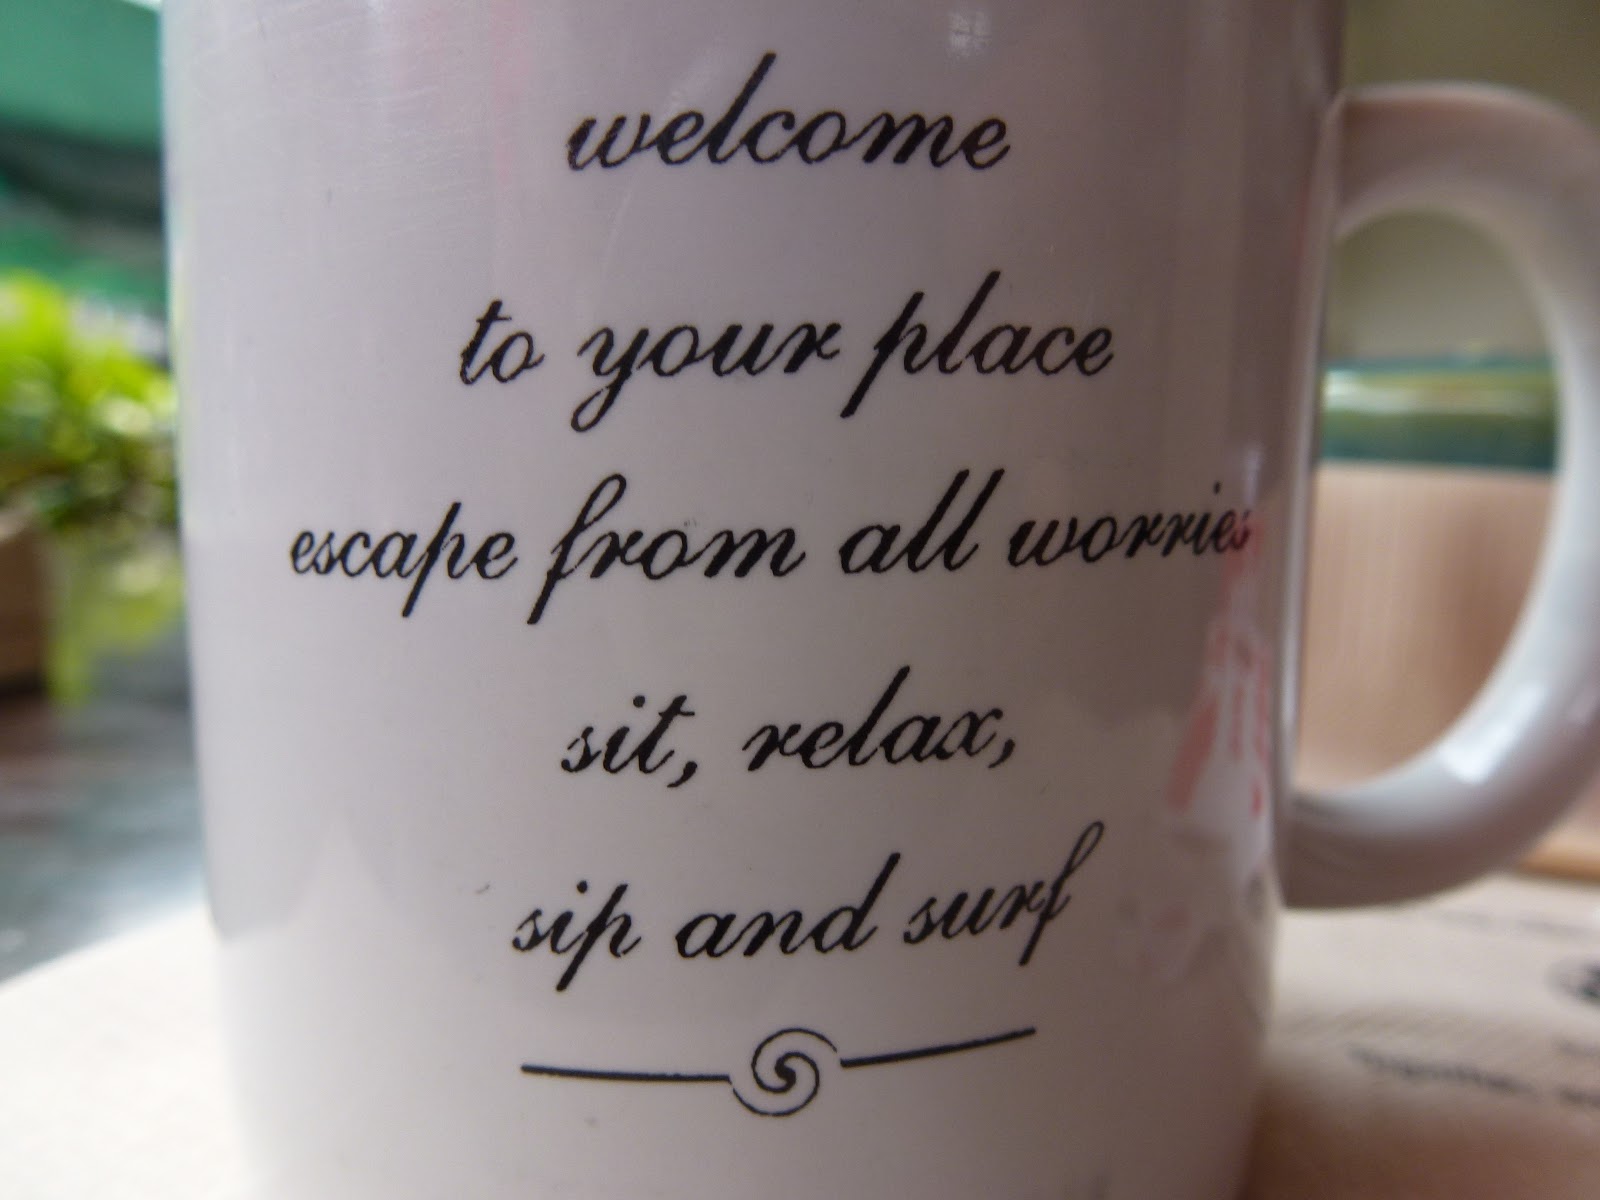 welcome
to your place
escape from all worries
sit, relax,
sip and surf